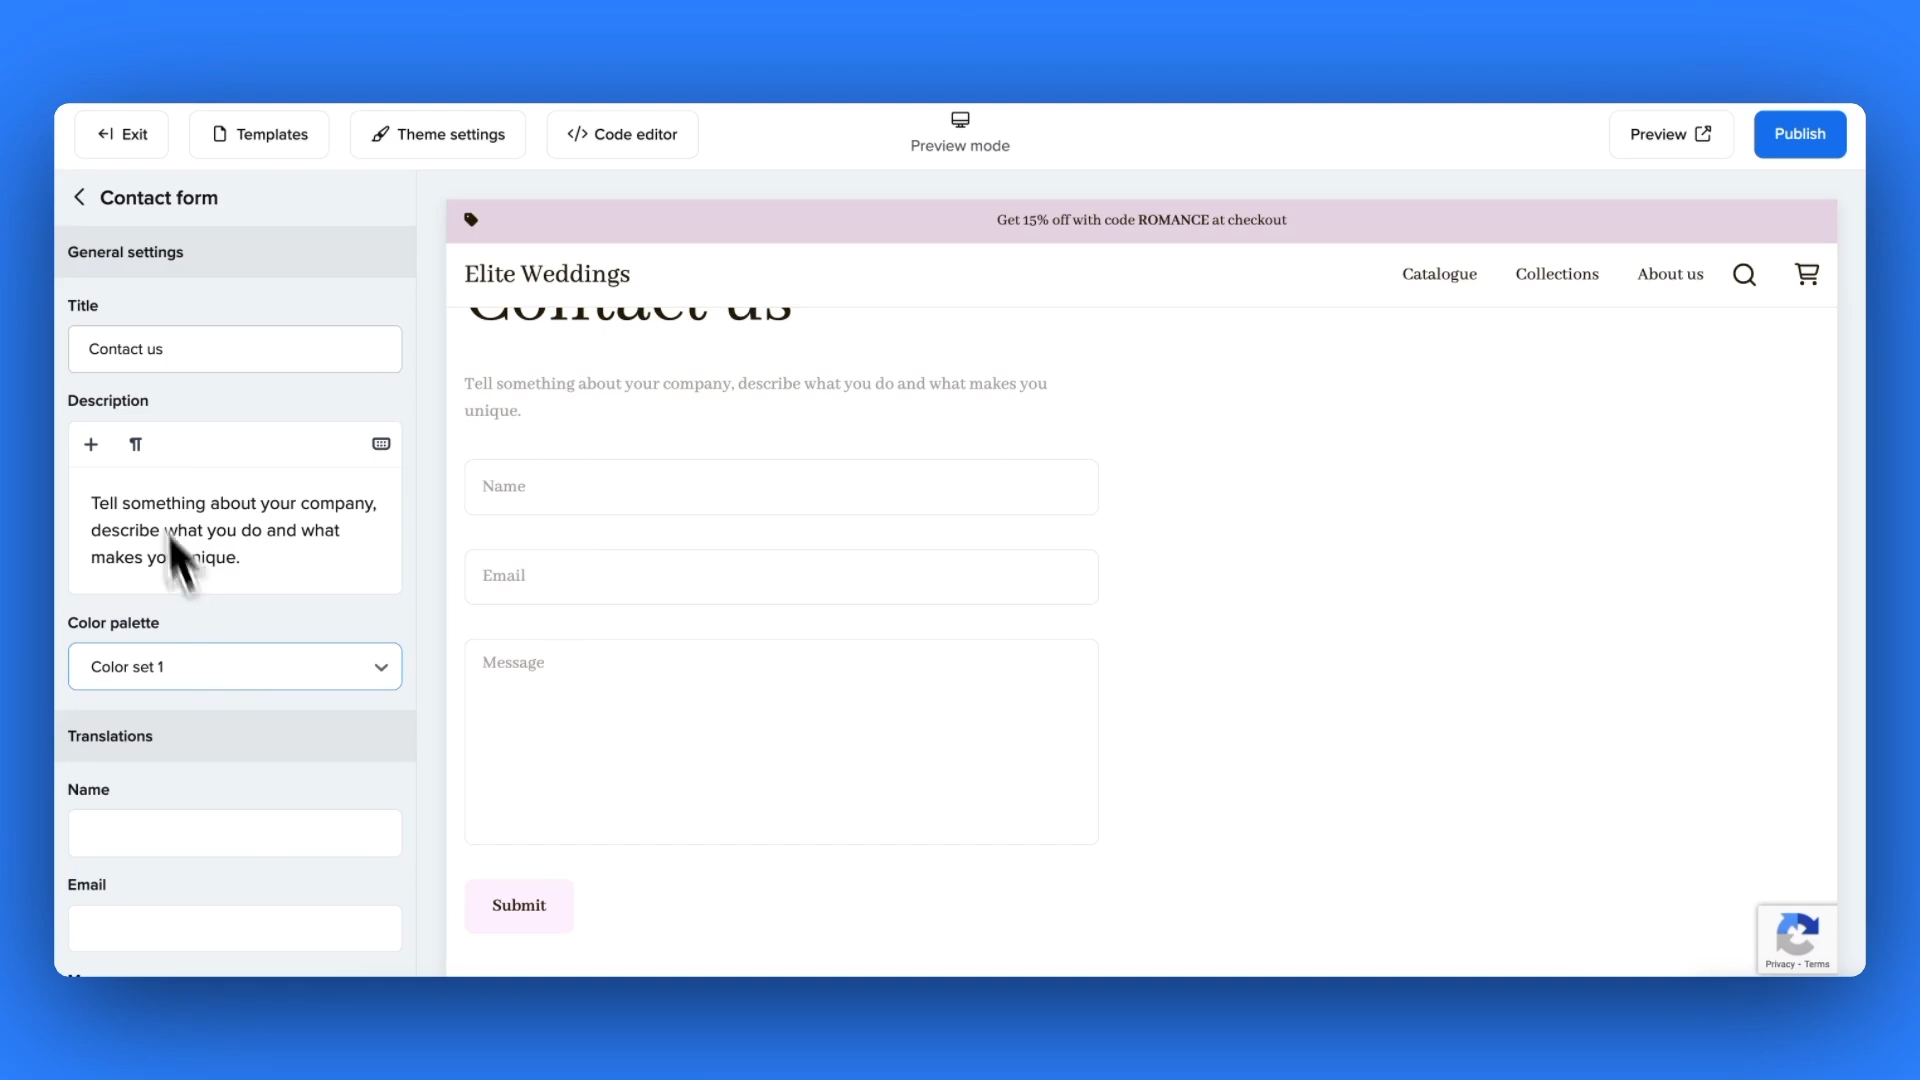 Exit
Templates
Theme settings
</> Code editor
Preview mode
Preview
Publish
Contact form
General settings
Title
Contact us
Description
Tell something about your company,
describe what you do and what
makes yo nique.
Color palette
Color set 1
Translations
Name
Email
Get 15% off with code ROMANCE at checkout
Elite Weddings
Catalogue
Collections
About us
Contact us
Tell something about your company, describe what you do and what makes you
unique.
Name
Email
Message
Submit
Privacy - Terms